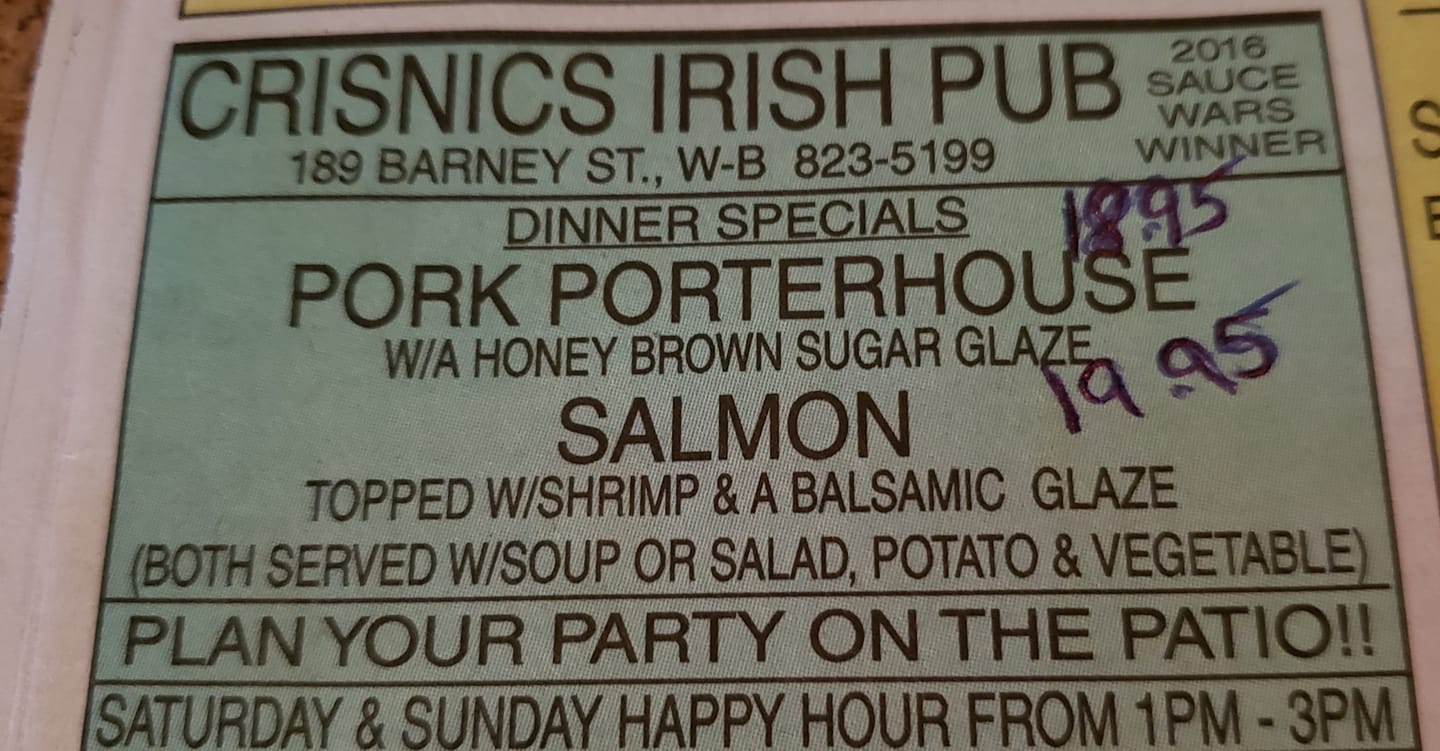 CRISNICS IRISH PUB
2016
SAUCE
WARS
WINNER
189 BARNEY ST., W-B 823-5199
DINNER SPECIALS
18.95
PORK PORTERHOUSE
W/A HONEY BROWN SUGAR GLAZE
19.95
SALMON
TOPPED W/SHRIMP & A BALSAMIC GLAZE
(BOTH SERVED W/SOUP OR SALAD, POTATO & VEGETABLE)
PLAN YOUR PARTY ON THE PATIO!!
SATURDAY & SUNDAY HAPPY HOUR FROM 1PM - 3PM